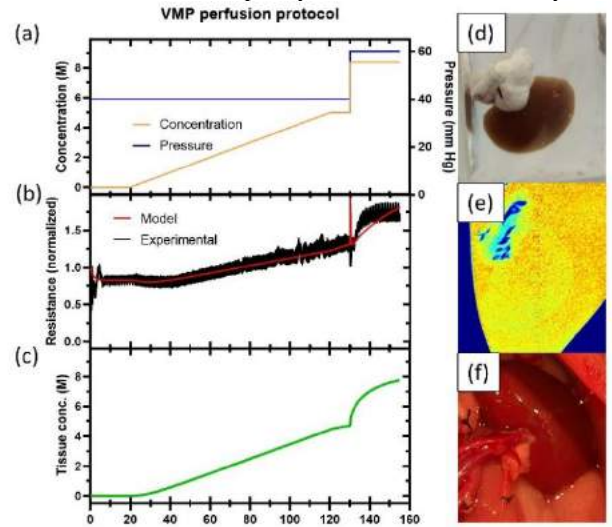 VMP perfusion protocol
(a)
Concentration (M)
8
6
4
2
0
Concentration
Pressure
60
40
20
0
Pressure (mm Hg)
(b)
Resistance (normalized)
1.5
1.0
0.5
0.0
Model
Experimental
(c)
Tissue conc. (M)
8
6
4
2
0
0 20 40 60 80 100 120 140 160
(d)
(e)
(f)